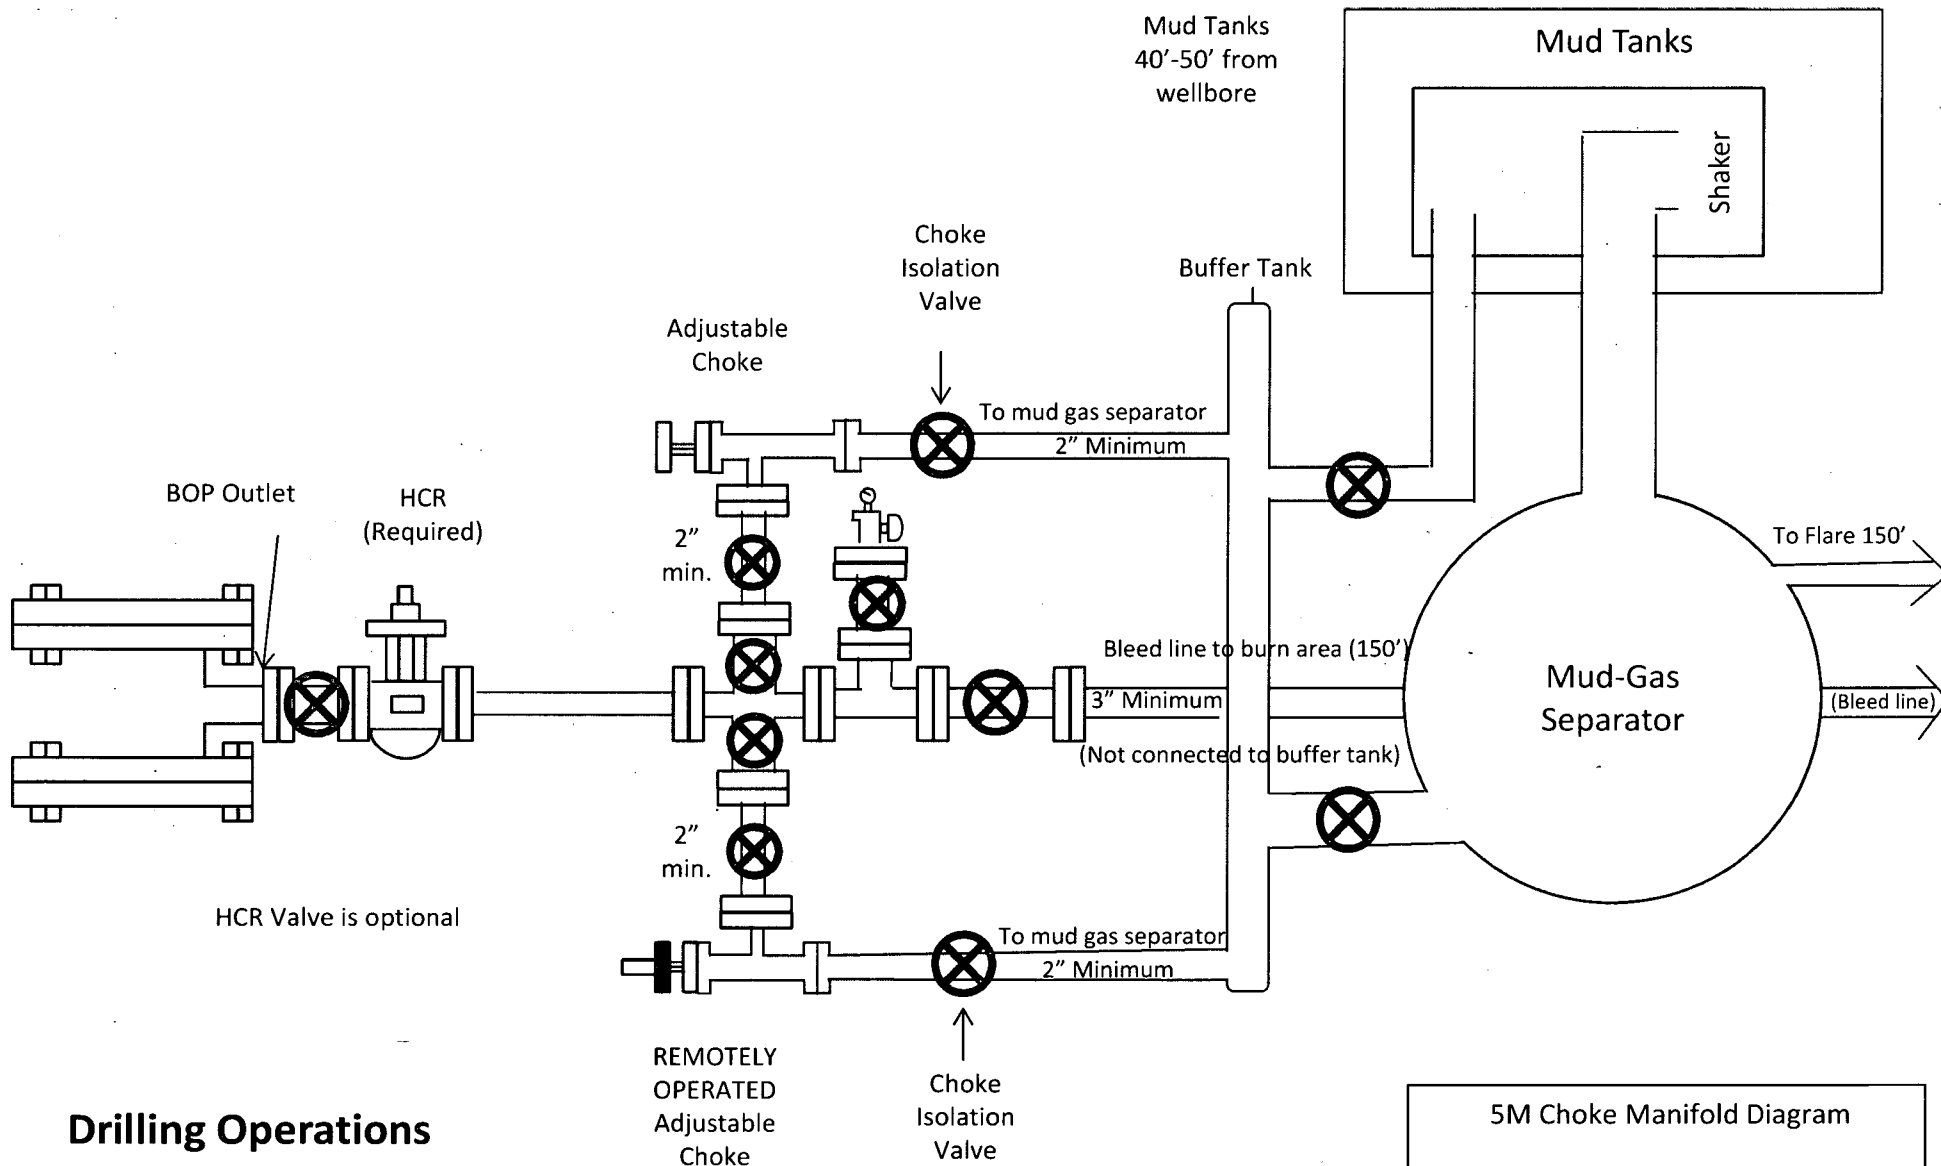 Mud Tanks
40’-50’ from
wellbore
Mud Tanks
Shaker
Choke
Isolation
Valve
Buffer Tank
Adjustable
Choke
To mud gas separator
2” Minimum
BOP Outlet
HCR
(Required)
2”
min.
To Flare 150’
Bleed line to burn area (150’)
3” Minimum
(Not connected to buffer tank)
Mud-Gas
Separator
(Bleed line)
2”
min.
HCR Valve is optional
To mud gas separator
2” Minimum
REMOTELY
OPERATED
Adjustable
Choke
Choke
Isolation
Valve
Drilling Operations
5M Choke Manifold Diagram